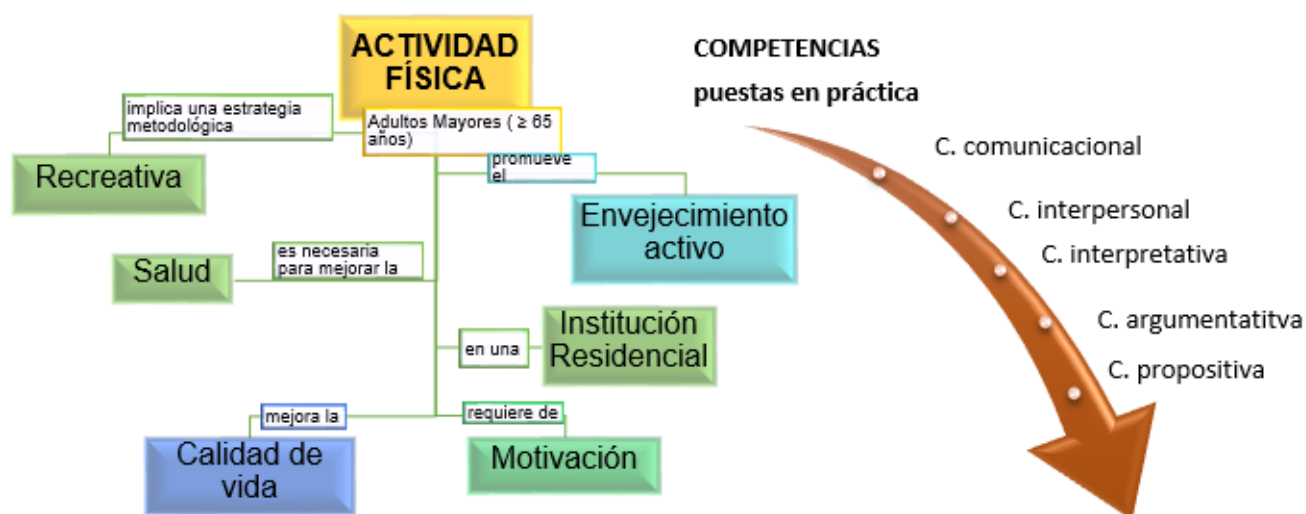 ACTIVIDAD
FÍSICA
Adultos Mayores ( ≥ 65
años)
implica una estrategia
metodológica
Recreativa
promueve
el
Envejecimiento
activo
es necesaria
para mejorar la
Salud
en una
Institución
Residencial
mejora la
Calidad de
vida
requiere de
Motivación
COMPETENCIAS
puestas en práctica
C. comunicacional
C. interpersonal
C. interpretativa
C. argumentatitva
C. propositiva